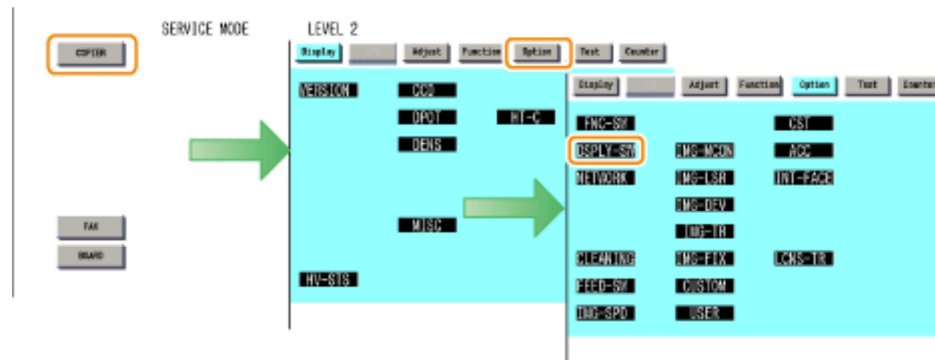 SERVICE MODE LEVEL 2
COPIER
Display Adjust Function Option Test Counter
VERSION CCD
DPOT HT-C
DENS
MISC
HV-STS
FAX
BOARD
Display Adjust Function Option Test Counter
FNC-SW CST
DSPLY-SW IMG-MCON ACC
NETWORK IMG-LSR INT-FACE
IMG-DEV
IMG-TR
CLEANING IMG-FIX LCNS-TR
FEED-SW CUSTOM
IMG-SPD USER